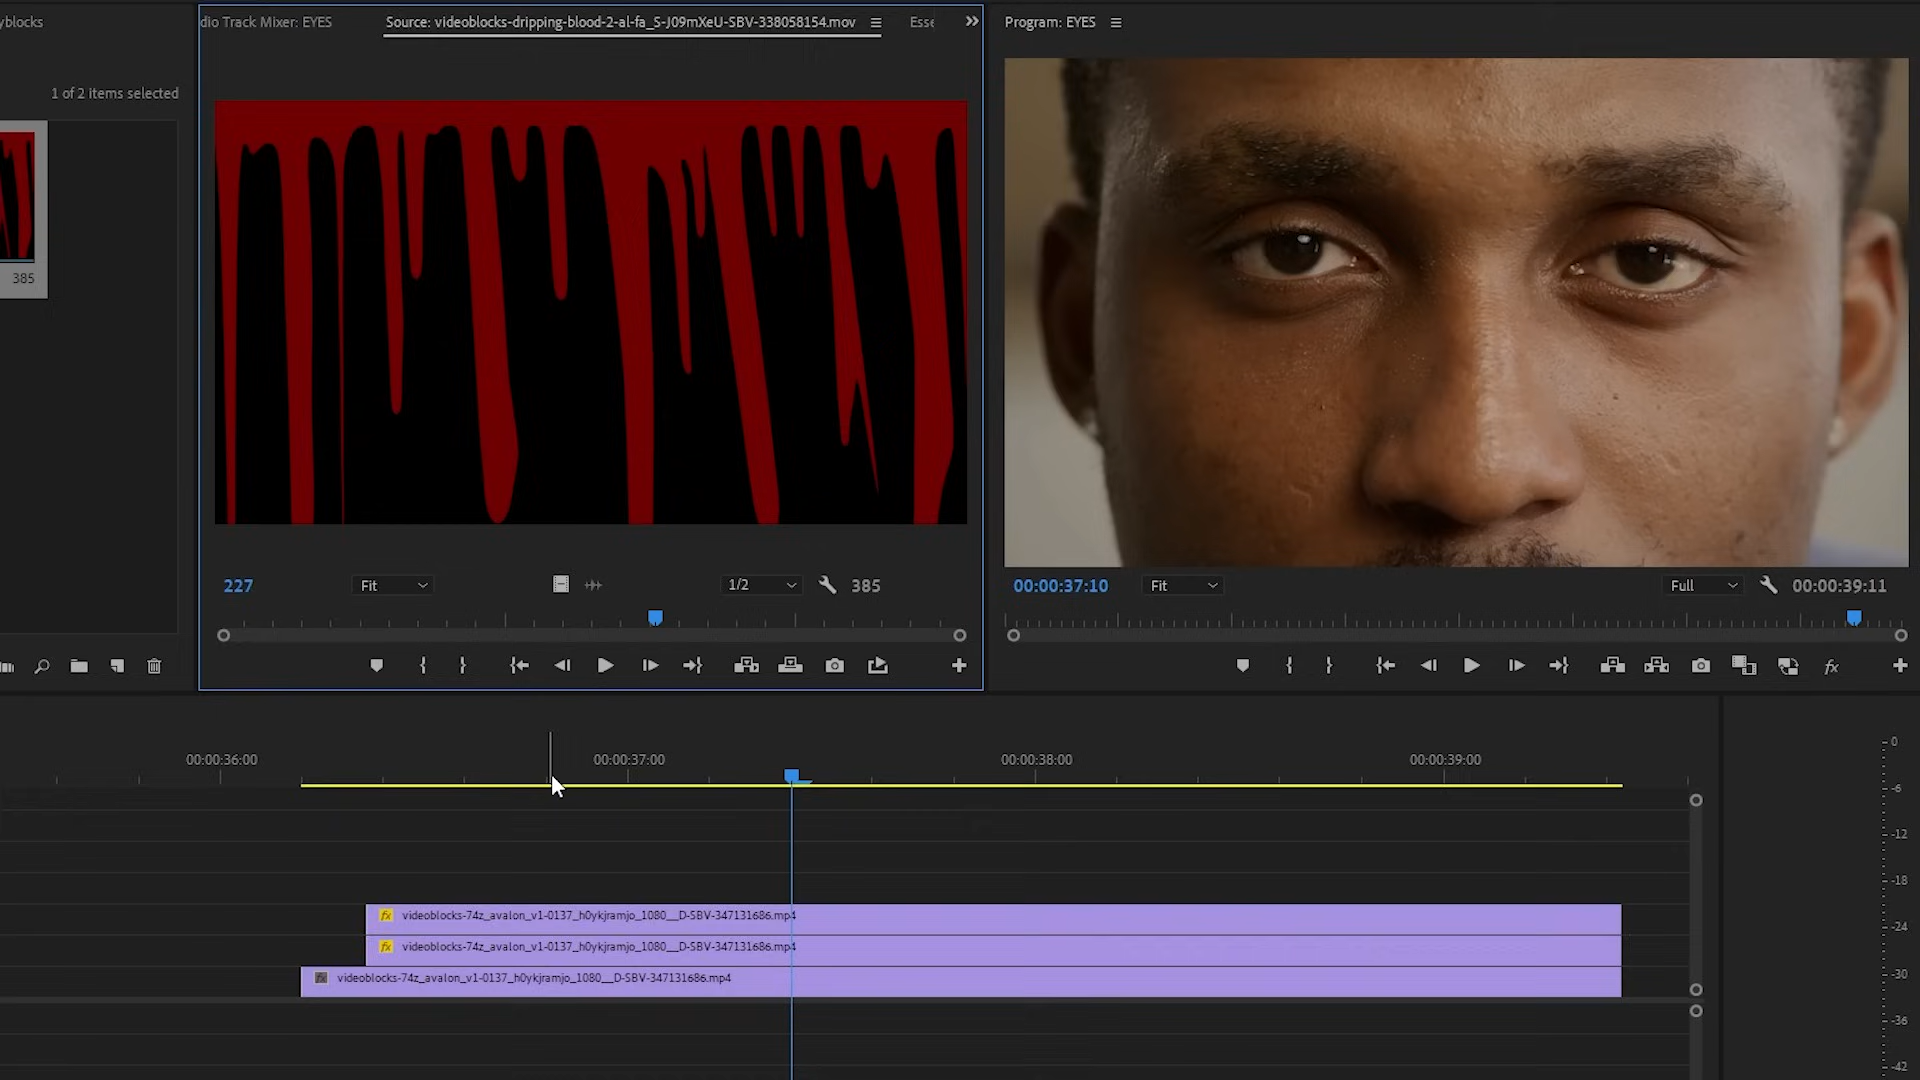 yblocks
dio Track Mixer: EYES
Source: videoblocks-dripping-blood-2-al-fa_S-J09mXeU-SBV-338058154.mov
Esse
Program: EYES
1 of 2 items selected
385
227
Fit
1/2
385
00:00:37:10
Fit
Full
00:00:39:11
fx
00:00:36:00
00:00:37:00
00:00:38:00
00:00:39:00
fx videoblocks-74z_avalon_v1-0137_h0ykjramjo_1080__D-SBV-347131686.mp4
fx videoblocks-74z_avalon_v1-0137_h0ykjramjo_1080__D-SBV-347131686.mp4
fx videoblocks-74z_avalon_v1-0137_h0ykjramjo_1080__D-SBV-347131686.mp4
0
-6
-12
-18
-24
-30
-36
-42